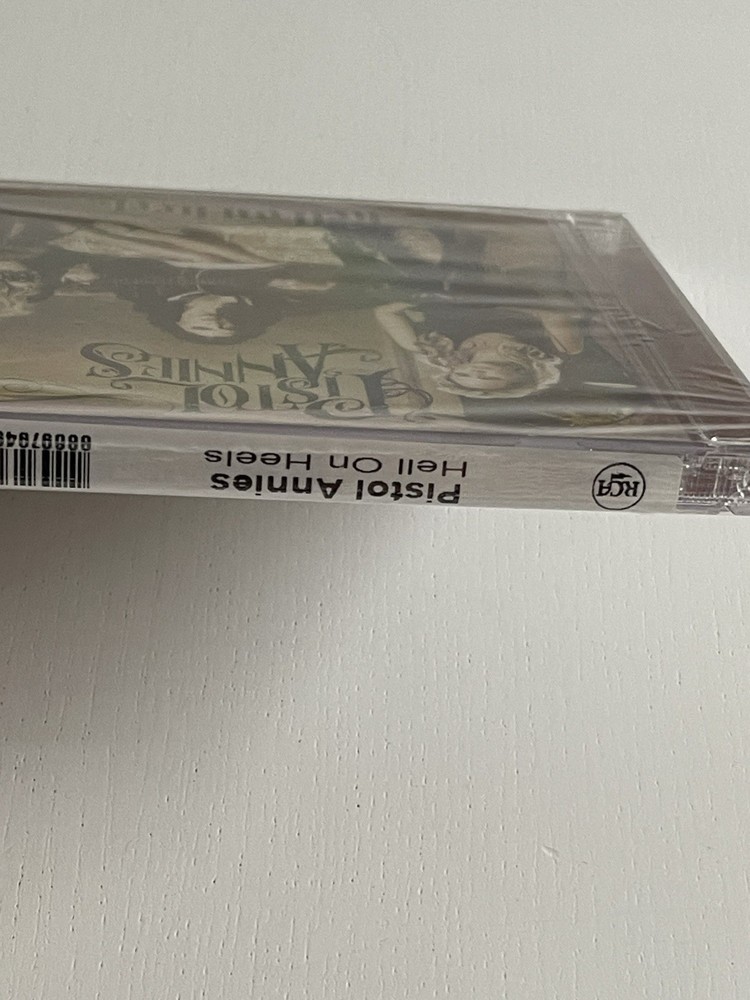 PISTOL
ANNIES
Pistol Annies
Hell On Heels
RCA